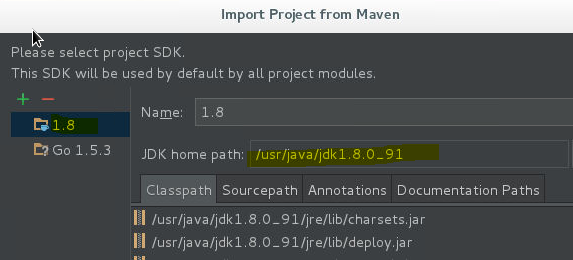 Import Project from Maven
Please select project SDK.
This SDK will be used by default by all project modules.
1.8
Go 1.5.3
Name: 1.8
JDK home path: /usr/java/jdk1.8.0_91
Classpath Sourcepath Annotations Documentation Paths
/usr/java/jdk1.8.0_91/jre/lib/charsets.jar
/usr/java/jdk1.8.0_91/jre/lib/deploy.jar